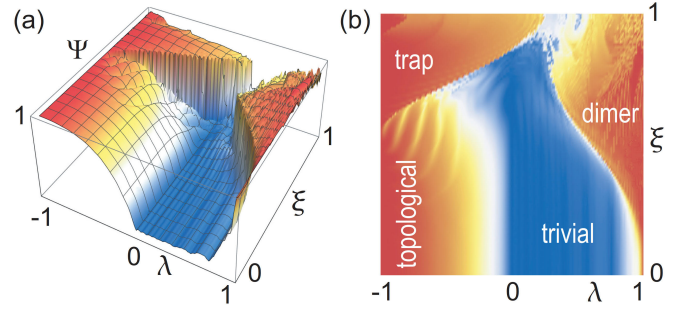 (a)
Ψ
1
-1
0
λ
1
0
ξ
1
(b)
1
trap
dimer
ξ
topological
trivial
0
-1
0
λ
1